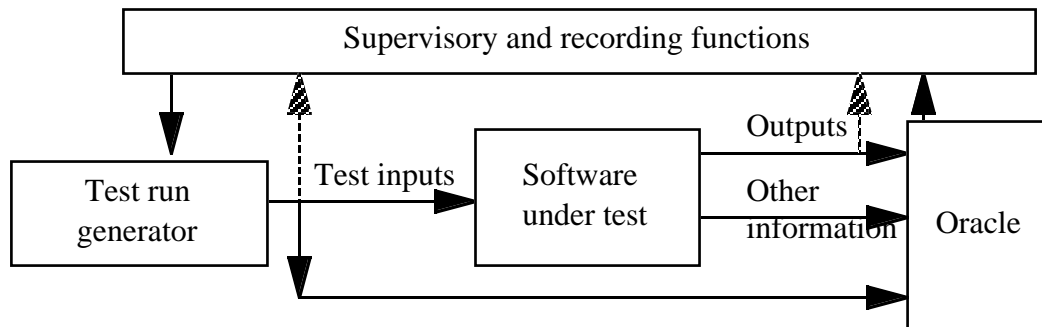 Supervisory and recording functions
Outputs
Test inputs
Software
under test
Test run
generator
Other
information
Oracle